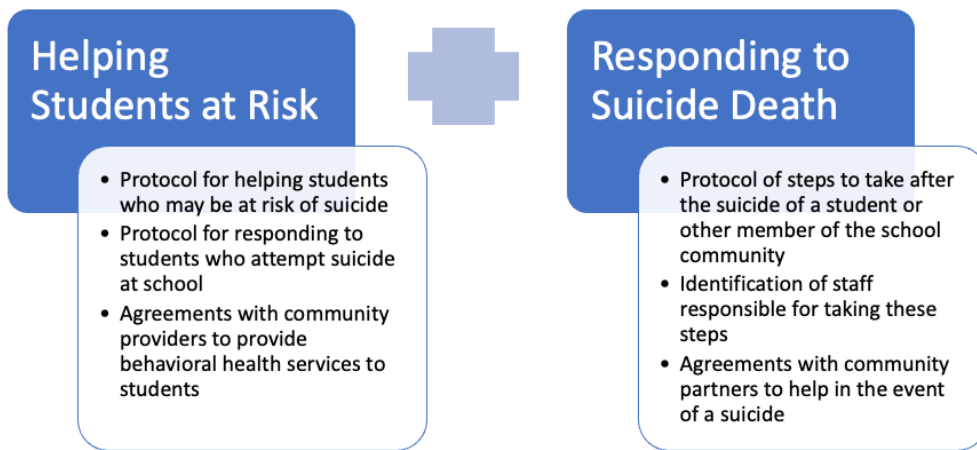 Helping
Students at Risk
• Protocol for helping students
who may be at risk of suicide
• Protocol for responding to
students who attempt suicide
at school
• Agreements with community
providers to provide
behavioral health services to
students
Responding to
Suicide Death
• Protocol of steps to take after
the suicide of a student or
other member of the school
community
• Identification of staff
responsible for taking these
steps
• Agreements with community
partners to help in the event
of a suicide